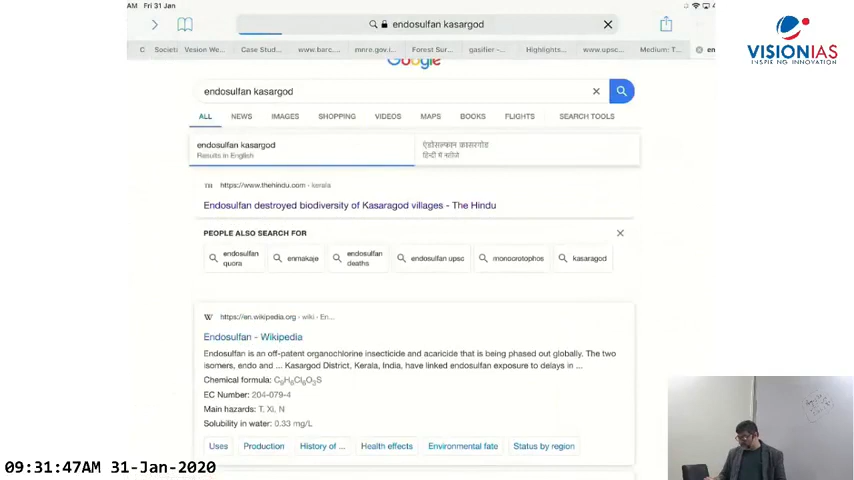 AM Fri 31 Jan
endosulfan kasargod
Societi Vesion We... Case Stud... www.barc... mnre.gov.i... Forest Sur... gasifier -... Highlights... www.upsc... Medium: T... en
VISIONIAS
INSPIRING INNOVATION
Google
endosulfan kasargod
ALL NEWS IMAGES SHOPPING VIDEOS MAPS BOOKS FLIGHTS SEARCH TOOLS
endosulfan kasargod
Results in English
एंडोसल्फान कासरगोड
हिन्दी में नतीजे
TH https://www.thehindu.com › kerala
Endosulfan destroyed biodiversity of Kasaragod villages - The Hindu
PEOPLE ALSO SEARCH FOR
endosulfan quora
enmakaje
endosulfan deaths
endosulfan upsc
monocrotophos
kasaragod
W https://en.wikipedia.org › wiki › En...
Endosulfan - Wikipedia
Endosulfan is an off-patent organochlorine insecticide and acaricide that is being phased out globally. The two
isomers, endo and ... Kasargod District, Kerala, India, have linked endosulfan exposure to delays in ...
Chemical formula: C₉H₆Cl₆O₃S
EC Number: 204-079-4
Main hazards: T, Xi, N
Solubility in water: 0.33 mg/L
Uses Production History of ... Health effects Environmental fate Status by region
09:31:47AM 31-Jan-2020